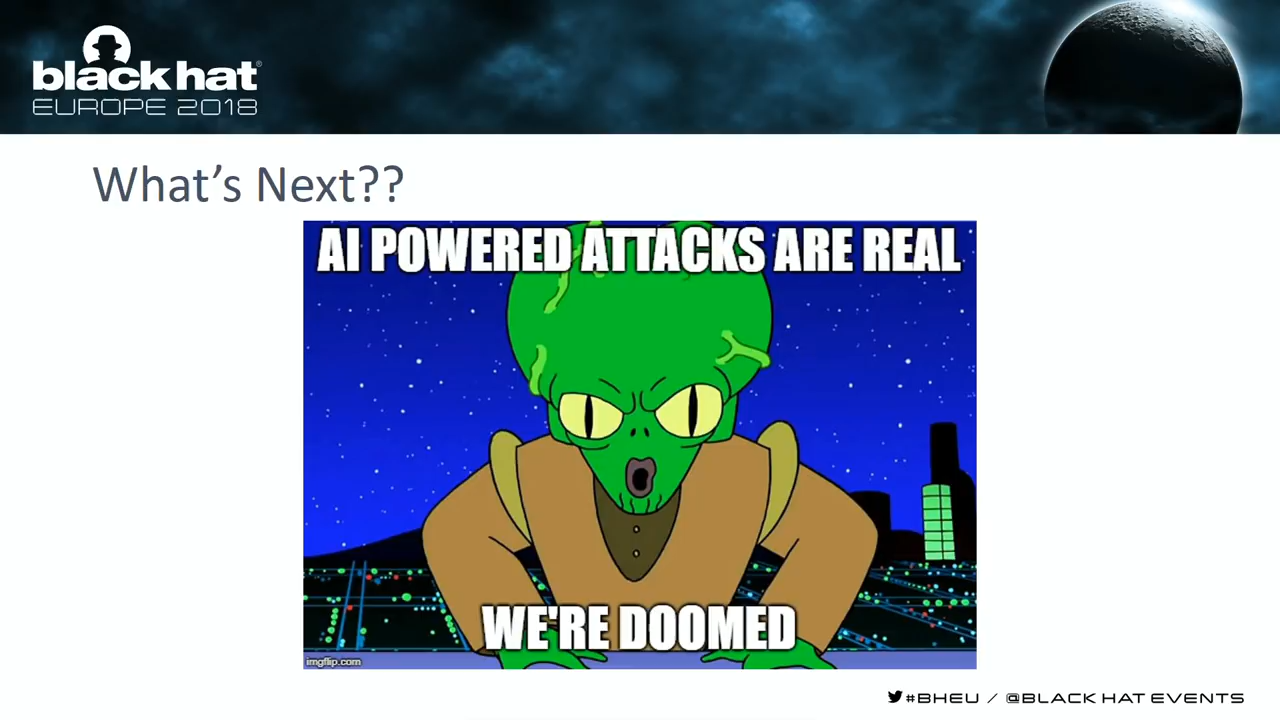 black hat®
EUROPE 2018
What's Next??
AI POWERED ATTACKS ARE REAL
WE'RE DOOMED
imgflip.com
#BHEU / @BLACK HAT EVENTS